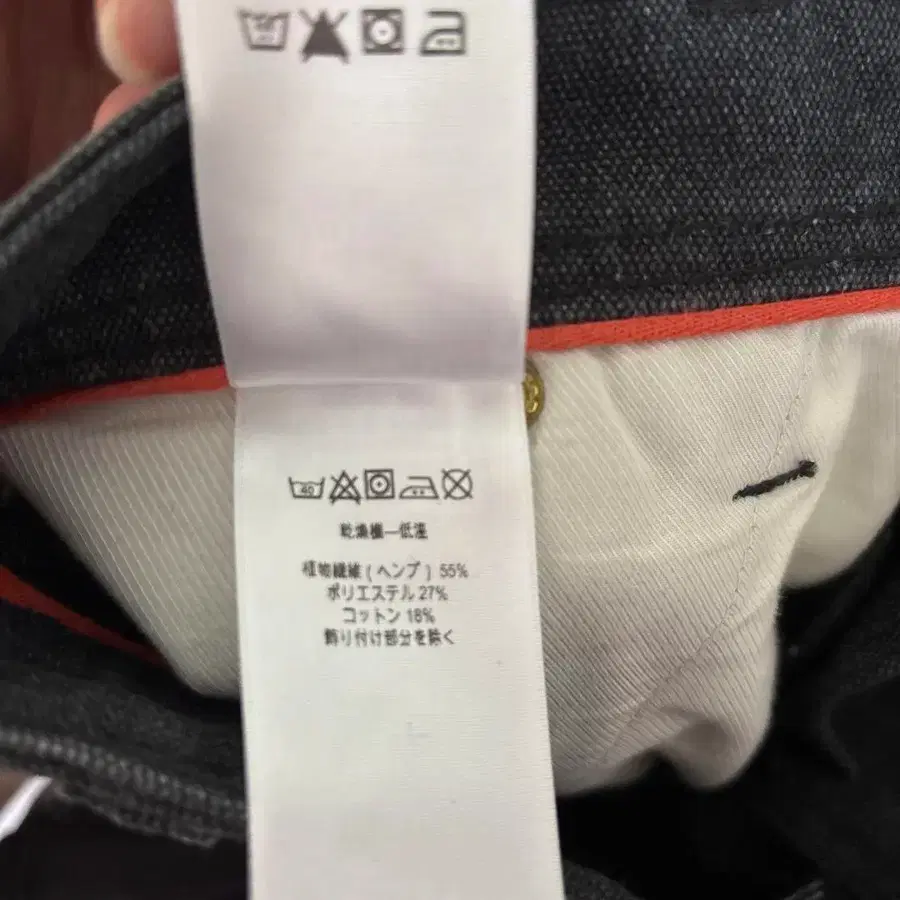 40
乾燥機—低温
植物繊維 ( ヘンプ ) 55%
ポリエステル 27%
コットン 18%
飾り付け部分を除く